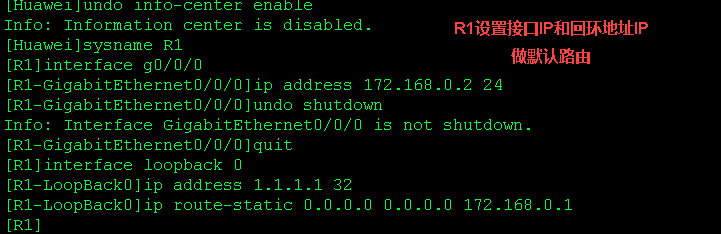 [Huawei]undo info-center enable
Info: Information center is disabled.
[Huawei]sysname R1
[R1]interface g0/0/0
[R1-GigabitEthernet0/0/0]ip address 172.168.0.2 24
[R1-GigabitEthernet0/0/0]undo shutdown
Info: Interface GigabitEthernet0/0/0 is not shutdown.
[R1-GigabitEthernet0/0/0]quit
[R1]interface loopback 0
[R1-LoopBack0]ip address 1.1.1.1 32
[R1-LoopBack0]ip route-static 0.0.0.0 0.0.0.0 172.168.0.1
[R1]
R1设置接口IP和回环地址IP
做默认路由